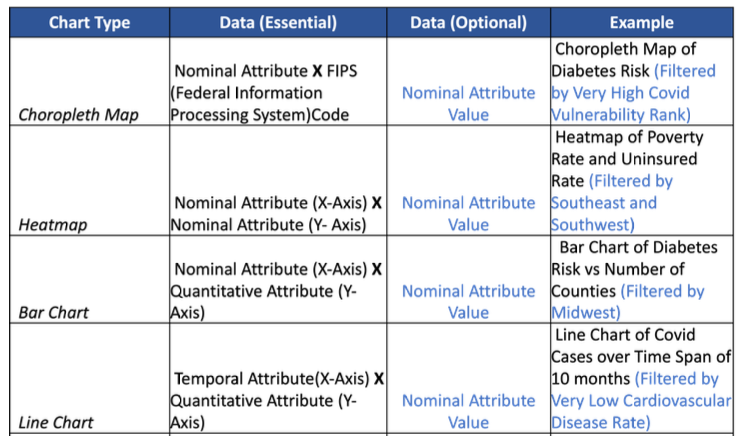 Chart Type Data (Essential) Data (Optional) Example
Choropleth Map
Nominal Attribute X FIPS
(Federal Information
Processing System)Code
Nominal Attribute
Value
Choropleth Map of
Diabetes Risk (Filtered
by Very High Covid
Vulnerability Rank)
Heatmap
Nominal Attribute (X-Axis) X
Nominal Attribute (Y- Axis)
Nominal Attribute
Value
Heatmap of Poverty
Rate and Uninsured
Rate (Filtered by
Southeast and
Southwest)
Bar Chart
Nominal Attribute (X-Axis) X
Quantitative Attribute (Y-
Axis)
Nominal Attribute
Value
Bar Chart of Diabetes
Risk vs Number of
Counties (Filtered by
Midwest)
Line Chart
Temporal Attribute(X-Axis) X
Quantitative Attribute (Y-
Axis)
Nominal Attribute
Value
Line Chart of Covid
Cases over Time Span of
10 months (Filtered by
Very Low Cardiovascular
Disease Rate)